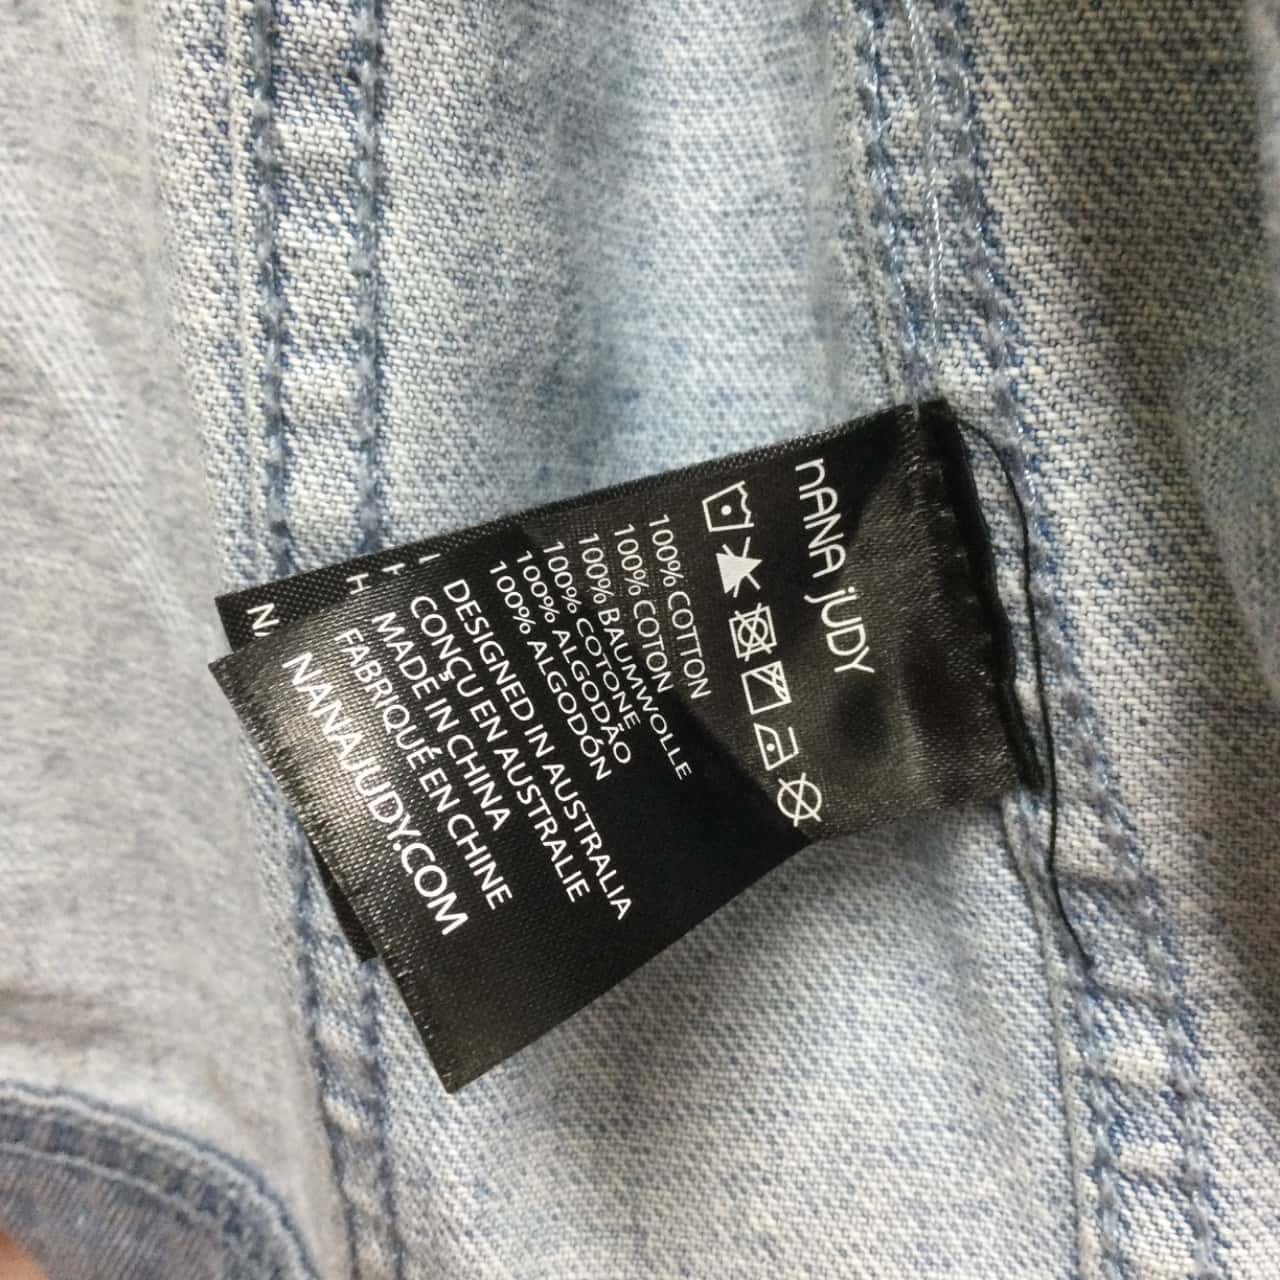 nANA jUDY
100% COTTON
100% COTON
100% BAUMWOLLE
100% COTONE
100% ALGODÃO
100% ALGODÓN
DESIGNED IN AUSTRALIA
CONÇU EN AUSTRALIE
MADE IN CHINA
FABRIQUÉ EN CHINE
NANAJUDY.COM